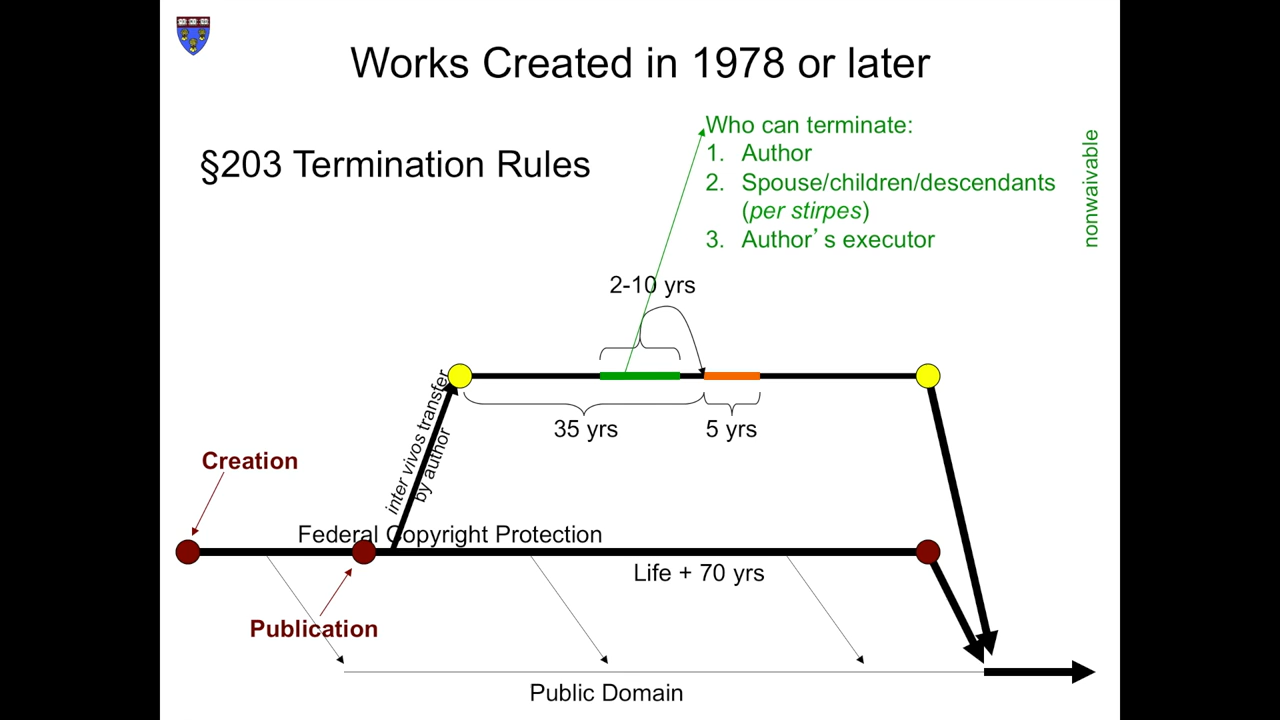 Works Created in 1978 or later
§203 Termination Rules
Who can terminate:
1. Author
2. Spouse/children/descendants
(per stirpes)
3. Author’s executor
nonwaivable
2-10 yrs
35 yrs
5 yrs
inter vivos transfer
by author
Creation
Federal Copyright Protection
Life + 70 yrs
Publication
Public Domain